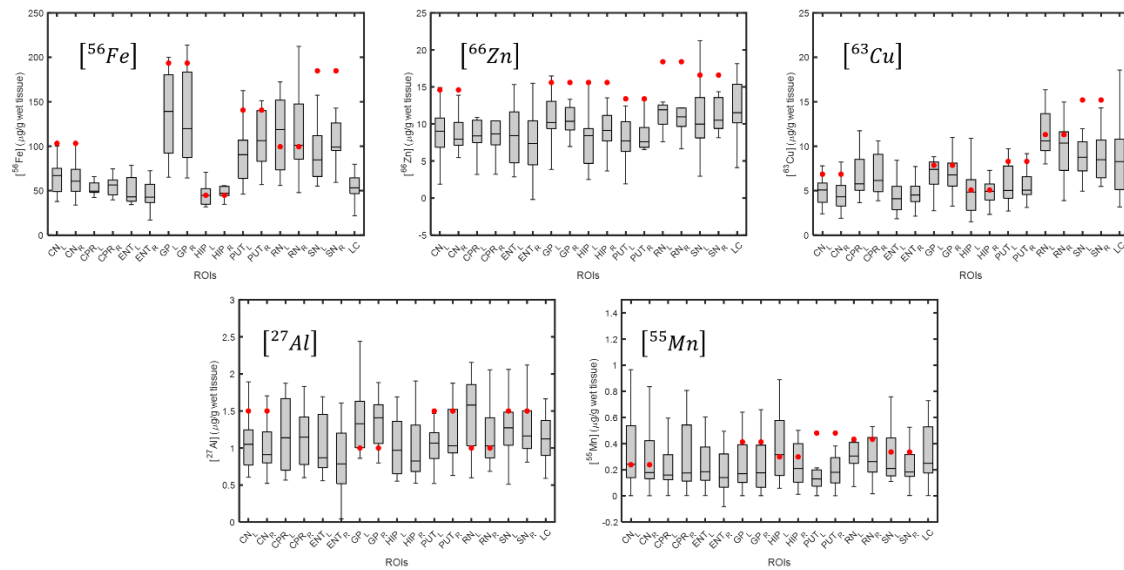 [⁵⁶Fe]
[⁵⁶Fe] (μg/g wet tissue)
250
200
150
100
50
0
CN_L CN_R CPR_L CPR_R ENT_L ENT_R GP_L GP_R HIP_L HIP_R PUT_L PUT_R RN_L RN_R SN_L SN_R LC
ROIs
[⁶⁶Zn]
[⁶⁶Zn] (μg/g wet tissue)
25
20
15
10
5
0
-5
CN_L CN_R CPR_L CPR_R ENT_L ENT_R GP_L GP_R HIP_L HIP_R PUT_L PUT_R RN_L RN_R SN_L SN_R LC
ROIs
[⁶³Cu]
[⁶³Cu] (μg/g wet tissue)
25
20
15
10
5
0
CN_L CN_R CPR_L CPR_R ENT_L ENT_R GP_L GP_R HIP_L HIP_R PUT_L PUT_R RN_L RN_R SN_L SN_R LC
ROIs
[²⁷Al]
[²⁷Al] (μg/g wet tissue)
3
2.5
2
1.5
1
0.5
0
CN_L CN_R CPR_L CPR_R ENT_L ENT_R GP_L GP_R HIP_L HIP_R PUT_L PUT_R RN_L RN_R SN_L SN_R LC
ROIs
[⁵⁵Mn]
[⁵⁵Mn] (μg/g wet tissue)
1.4
1.2
1
0.8
0.6
0.4
0.2
0
-0.2
CN_L CN_R CPR_L CPR_R ENT_L ENT_R GP_L GP_R HIP_L HIP_R PUT_L PUT_R RN_L RN_R SN_L SN_R LC
ROIs